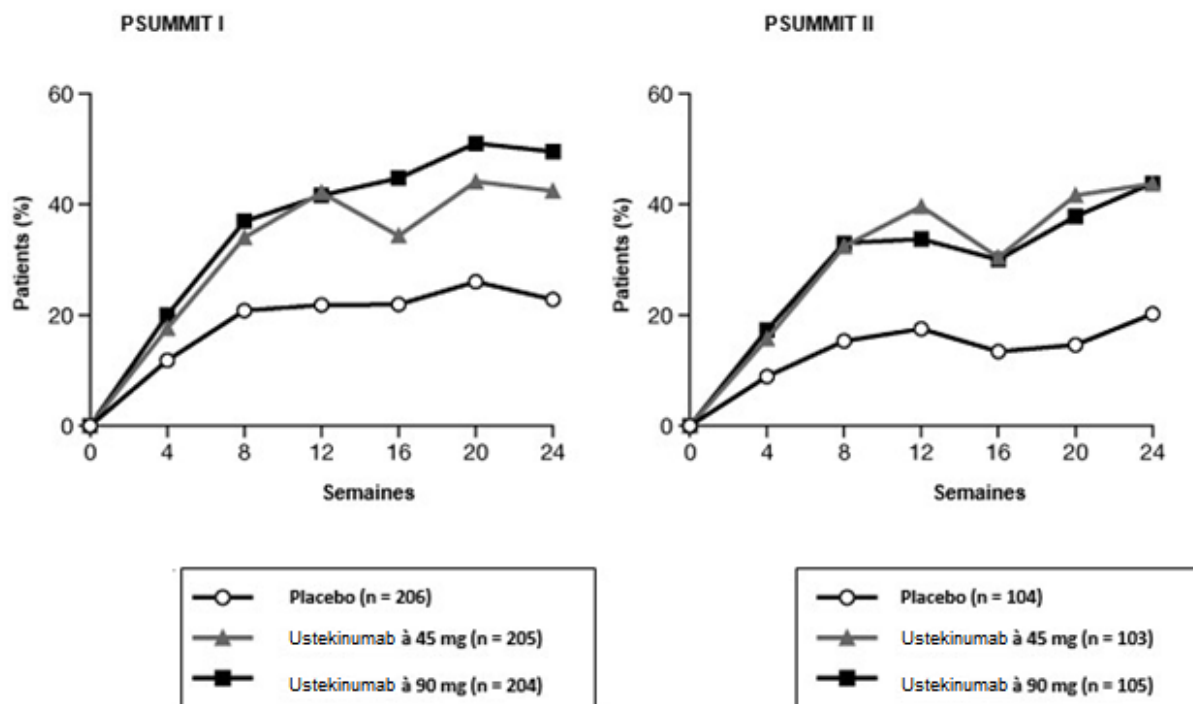 PSUMMIT I
60
40
20
0
Patients (%)
0 4 8 12 16 20 24
Semaines
Placebo (n = 206)
Ustekinumab à 45 mg (n = 205)
Ustekinumab à 90 mg (n = 204)
PSUMMIT II
60
40
20
0
Patients (%)
0 4 8 12 16 20 24
Semaines
Placebo (n = 104)
Ustekinumab à 45 mg (n = 103)
Ustekinumab à 90 mg (n = 105)